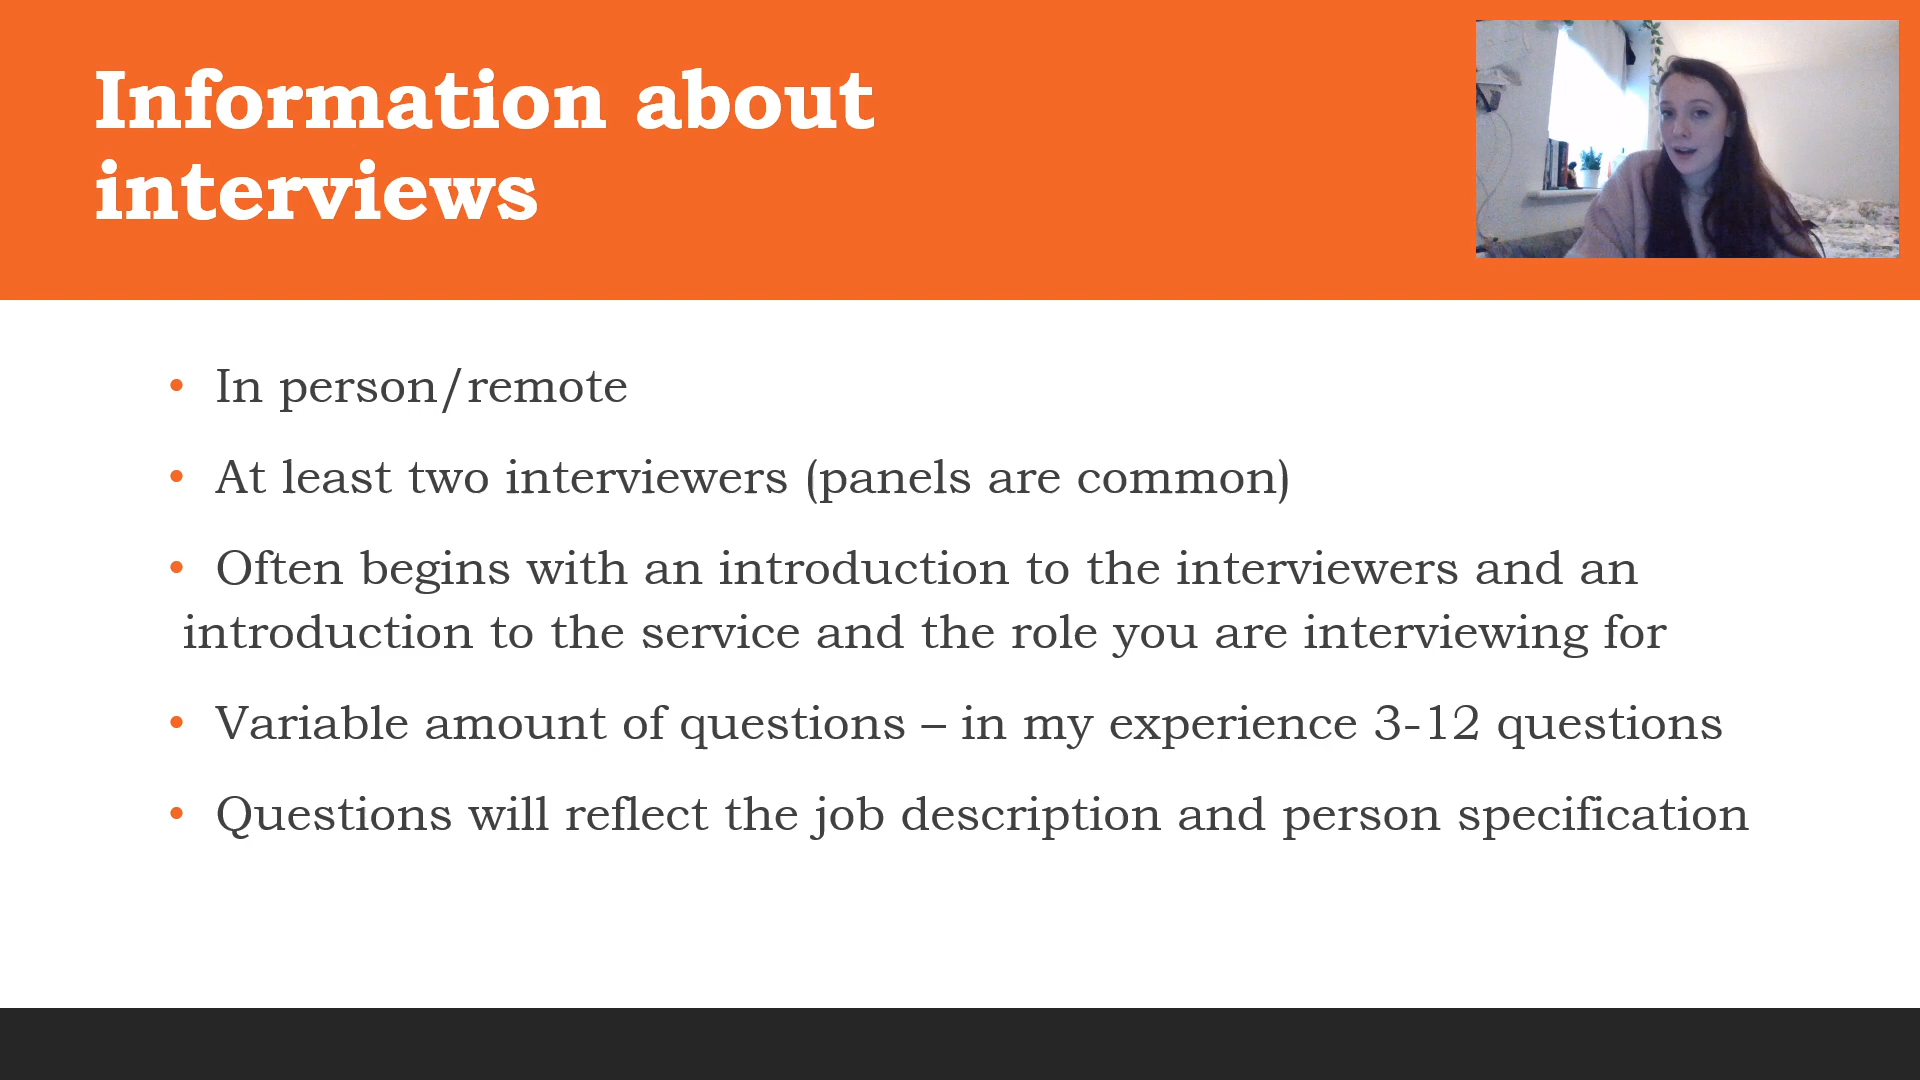 Information about
interviews
• In person/remote
• At least two interviewers (panels are common)
• Often begins with an introduction to the interviewers and an
introduction to the service and the role you are interviewing for
• Variable amount of questions – in my experience 3-12 questions
• Questions will reflect the job description and person specification